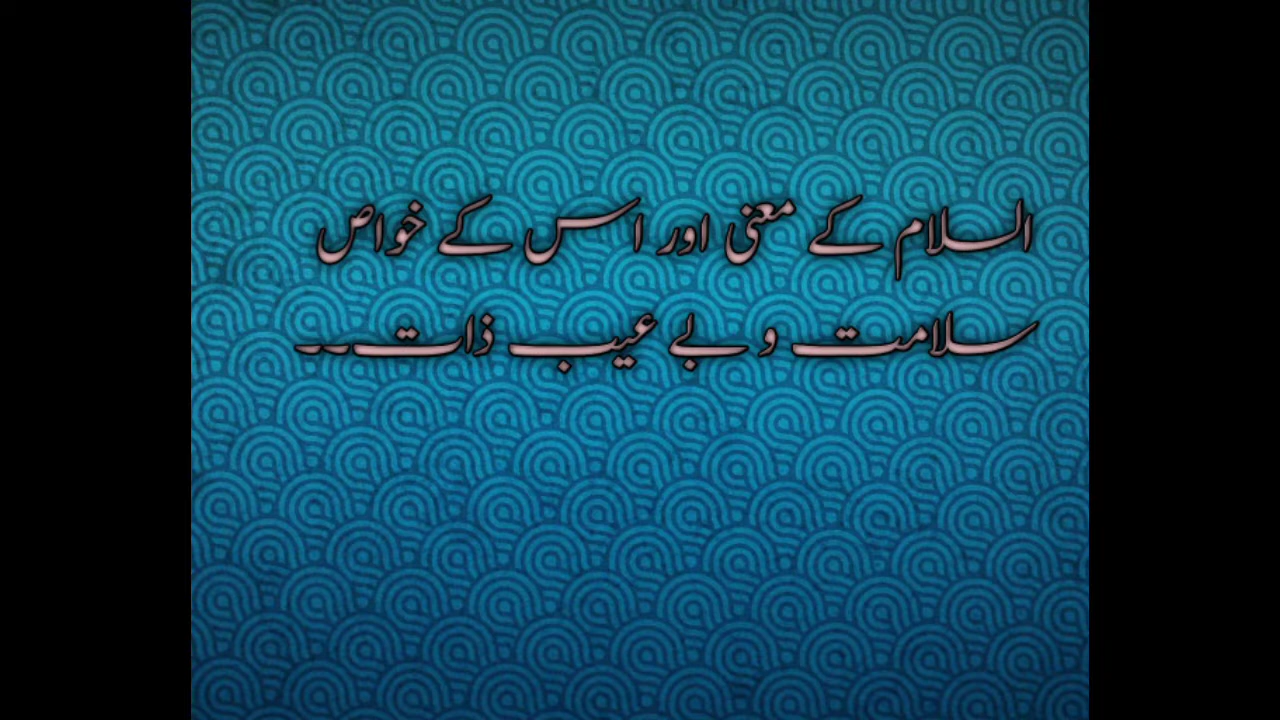 السلام کے معنی اور اس کے خواص
سلامت و بے عیب ذات۔۔